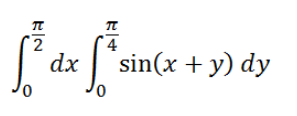 ∫₀^{π/2} dx ∫₀^{π/4} sin(x + y) dy